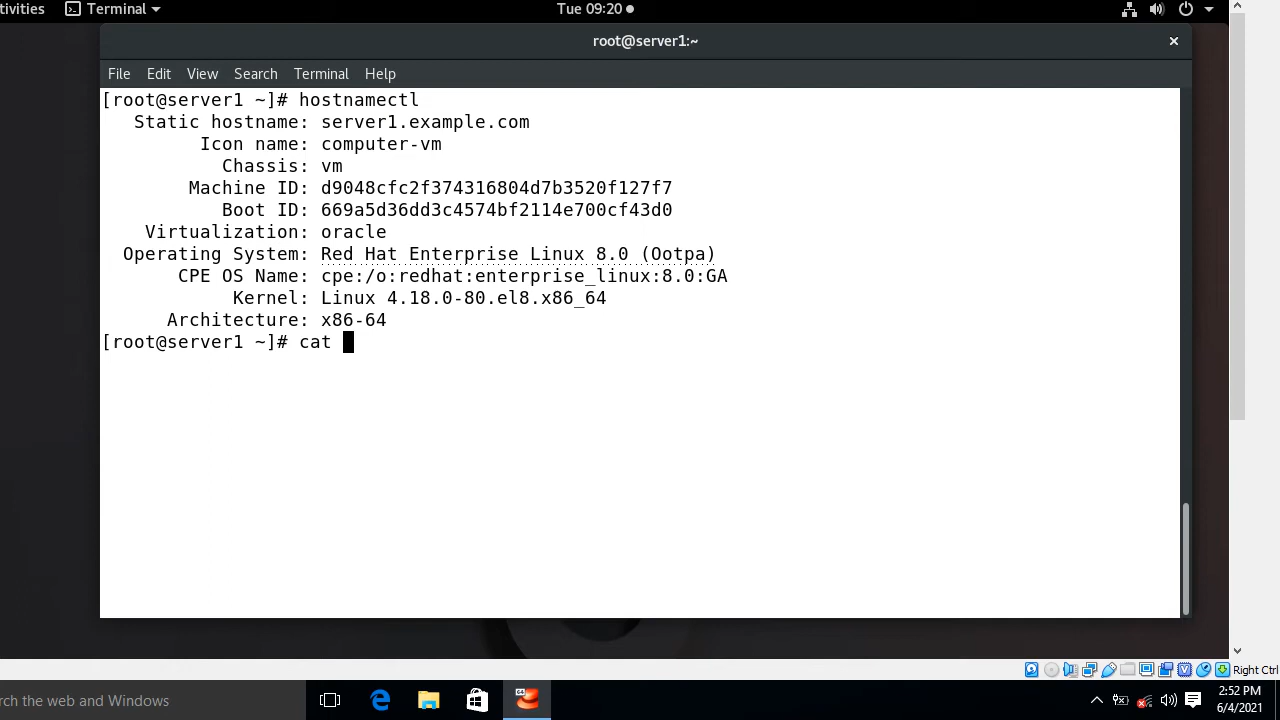 tivities Terminal Tue 09:20
root@server1:~ ×
File Edit View Search Terminal Help
[root@server1 ~]# hostnamectl
Static hostname: server1.example.com
Icon name: computer-vm
Chassis: vm
Machine ID: d9048cfc2f374316804d7b3520f127f7
Boot ID: 669a5d36dd3c4574bf2114e700cf43d0
Virtualization: oracle
Operating System: Red Hat Enterprise Linux 8.0 (Ootpa)
CPE OS Name: cpe:/o:redhat:enterprise_linux:8.0:GA
Kernel: Linux 4.18.0-80.el8.x86_64
Architecture: x86-64
[root@server1 ~]# cat
Right Ctrl
rch the web and Windows
2:52 PM
6/4/2021